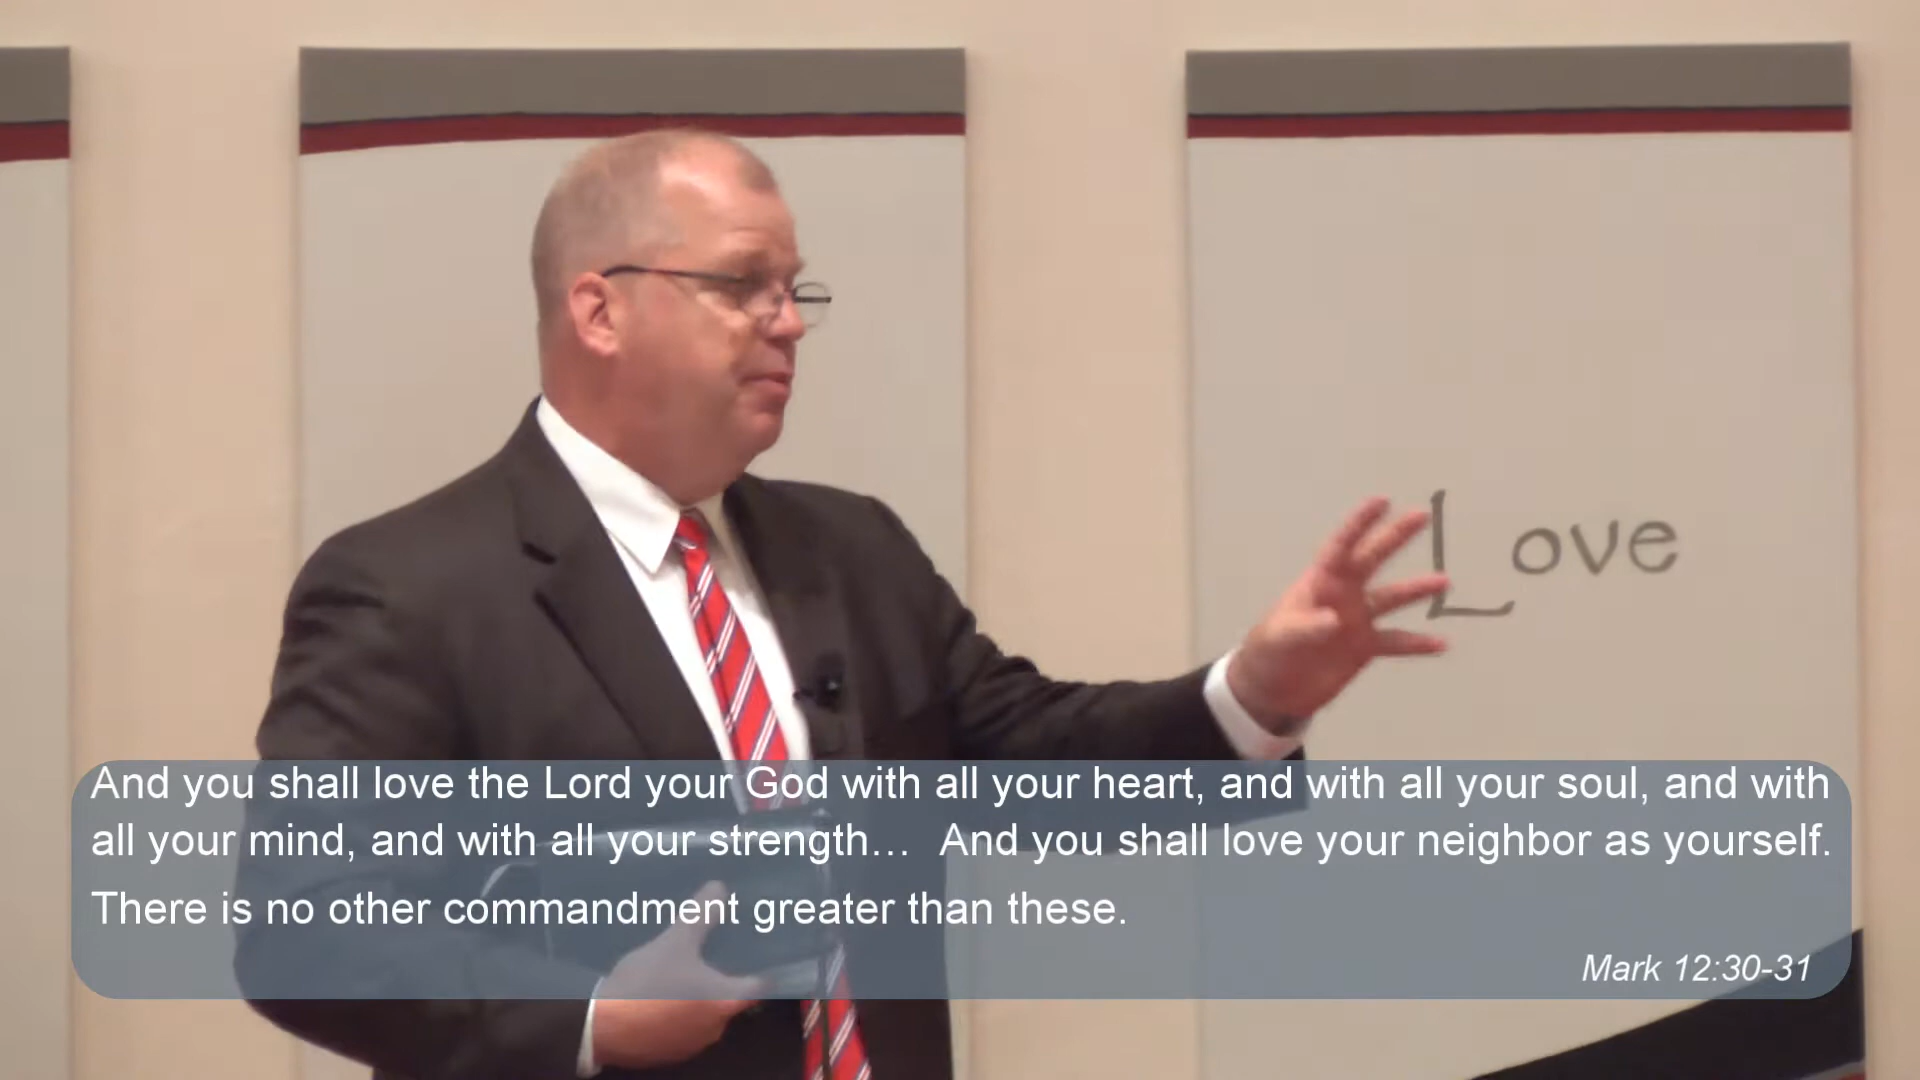 Love
And you shall love the Lord your God with all your heart, and with all your soul, and with
all your mind, and with all your strength… And you shall love your neighbor as yourself.
There is no other commandment greater than these.
Mark 12:30-31